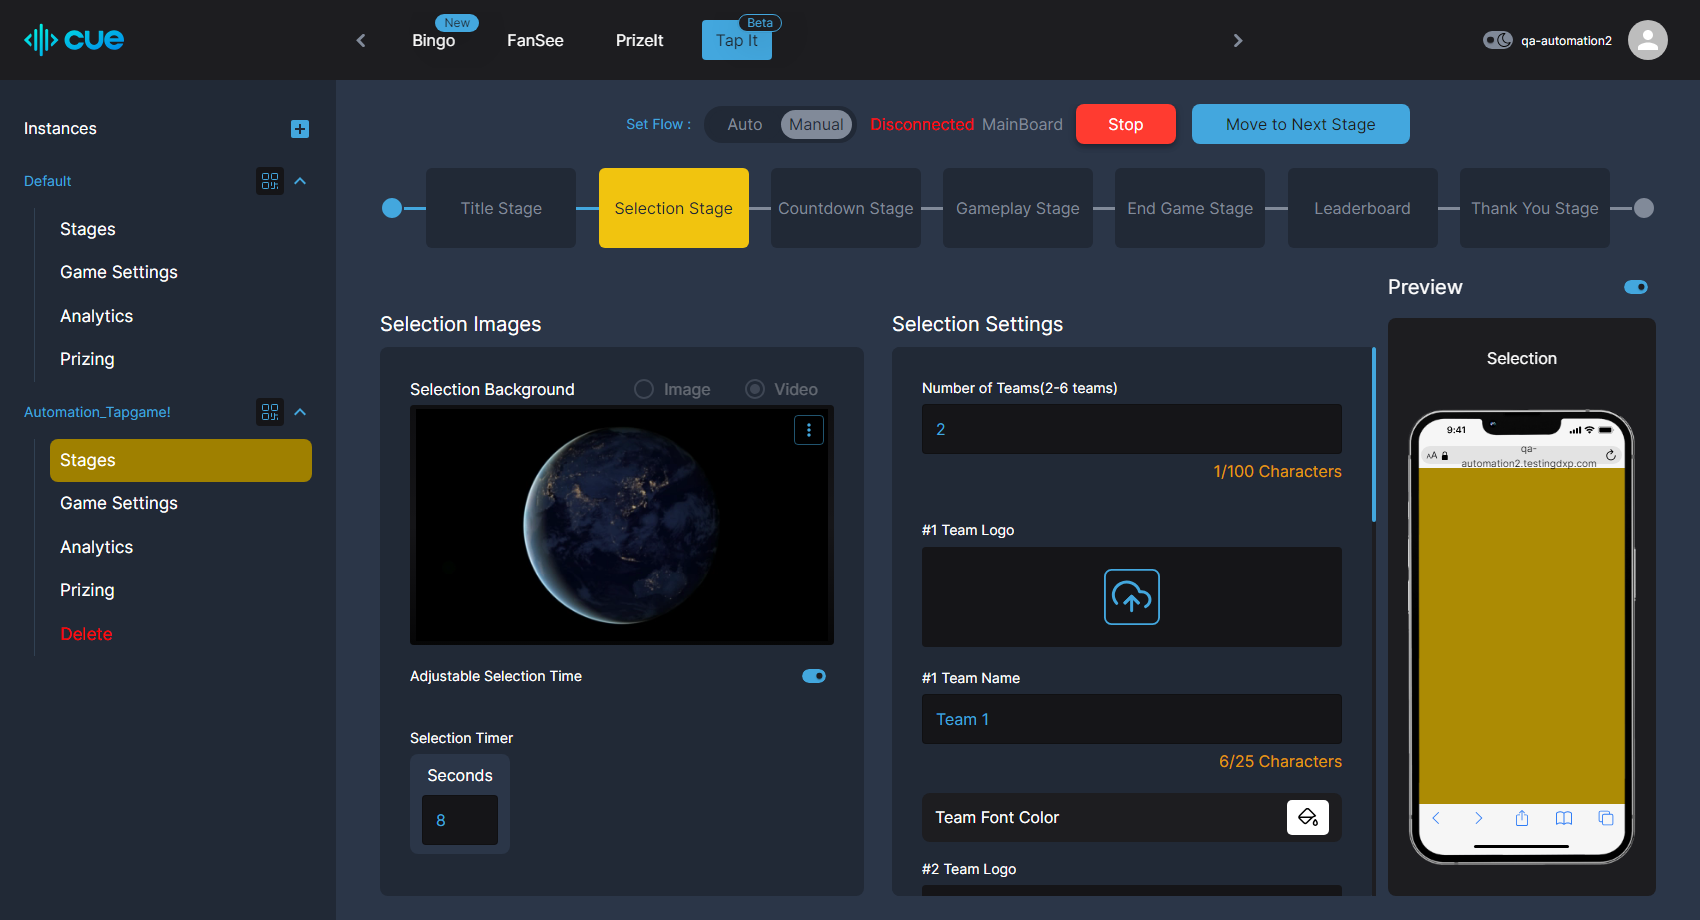 cue
New
Bingo
FanSee
PrizeIt
Beta
Tap It
qa-automation2
Instances
Default
Stages
Game Settings
Analytics
Prizing
Automation_Tapgame!
Stages
Game Settings
Analytics
Prizing
Delete
Set Flow :
Auto
Manual
Disconnected MainBoard
Stop
Move to Next Stage
Title Stage
Selection Stage
Countdown Stage
Gameplay Stage
End Game Stage
Leaderboard
Thank You Stage
Selection Images
Selection Background
Image
Video
Adjustable Selection Time
Selection Timer
Seconds
8
Selection Settings
Number of Teams(2-6 teams)
2
1/100 Characters
#1 Team Logo
#1 Team Name
Team 1
6/25 Characters
Team Font Color
#2 Team Logo
Preview
Selection
9:41
AA
qa-
automation2.testingdxp.com